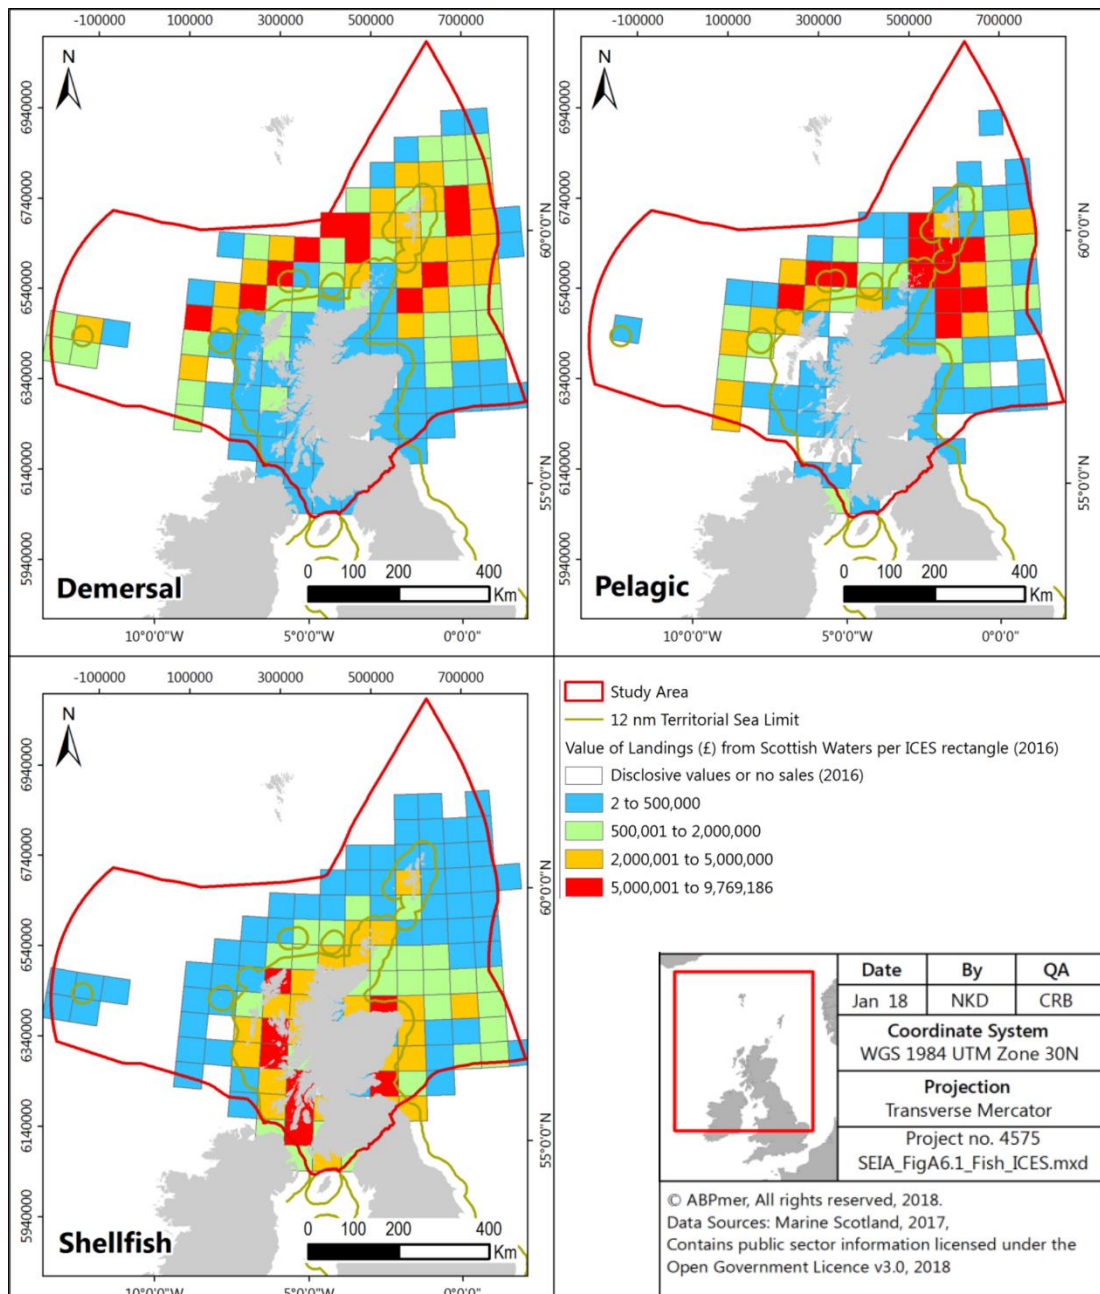 -100000 100000 300000 500000 700000
-100000 100000 300000 500000 700000
N
N
6940000
6740000
6540000
6340000
6140000
5940000
60°0'0"N
55°0'0"N
6940000
6740000
6540000
6340000
6140000
5940000
60°0'0"N
55°0'0"N
Demersal
0 100 200 400
Km
Pelagic
0 100 200 400
Km
10°0'0"W 5°0'0"W 0°0'0"
10°0'0"W 5°0'0"W 0°0'0"
-100000 100000 300000 500000 700000
N
6940000
6740000
6540000
6340000
6140000
5940000
60°0'0"N
55°0'0"N
Shellfish
0 100 200 400
Km
10°0'0"W 5°0'0"W 0°0'0"
Study Area
12 nm Territorial Sea Limit
Value of Landings (£) from Scottish Waters per ICES rectangle (2016)
Disclosive values or no sales (2016)
2 to 500,000
500,001 to 2,000,000
2,000,001 to 5,000,000
5,000,001 to 9,769,186
Date By QA
Jan 18 NKD CRB
Coordinate System
WGS 1984 UTM Zone 30N
Projection
Transverse Mercator
Project no. 4575
SEIA_FigA6.1_Fish_ICES.mxd
© ABPmer, All rights reserved, 2018.
Data Sources: Marine Scotland, 2017,
Contains public sector information licensed under the
Open Government Licence v3.0, 2018